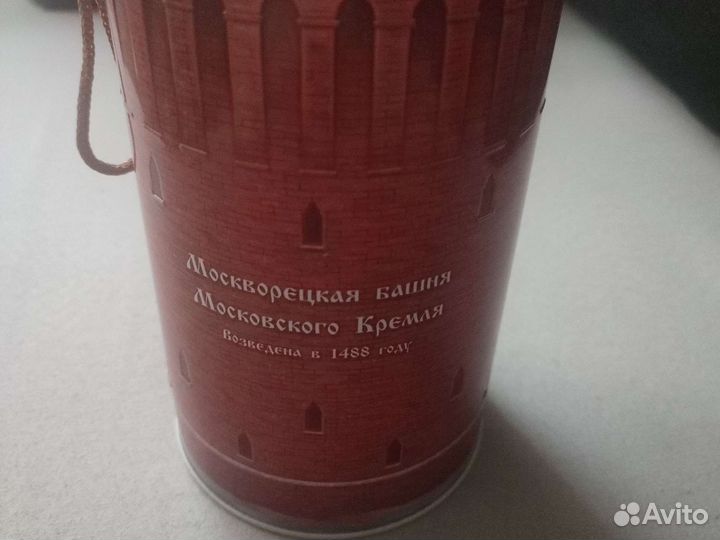 Москворецкая башня
Московского Кремля
Возведена в 1488 году
Avito